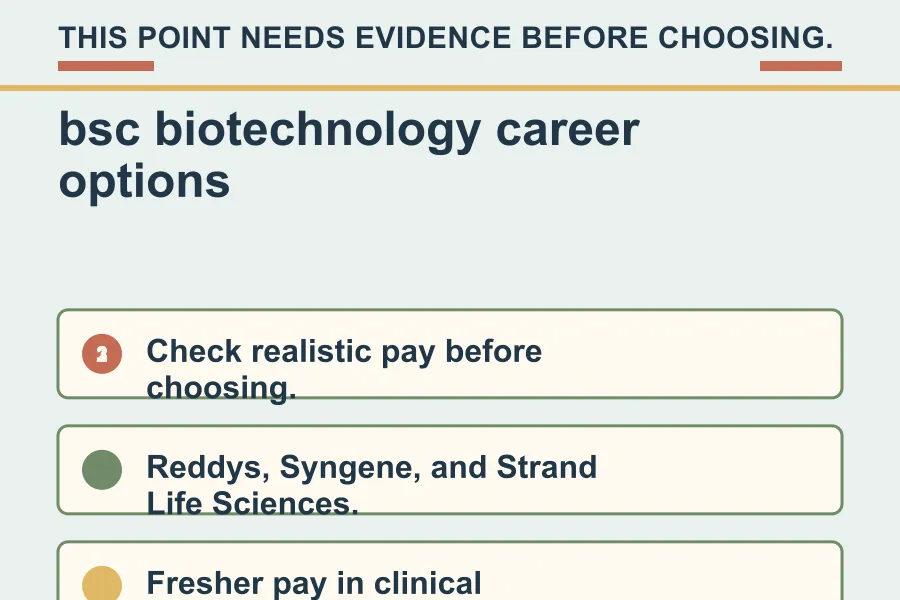 THIS POINT NEEDS EVIDENCE BEFORE CHOOSING.
bsc biotechnology career
options
Check realistic pay before
choosing.
Reddys, Syngene, and Strand
Life Sciences.
Fresher pay in clinical